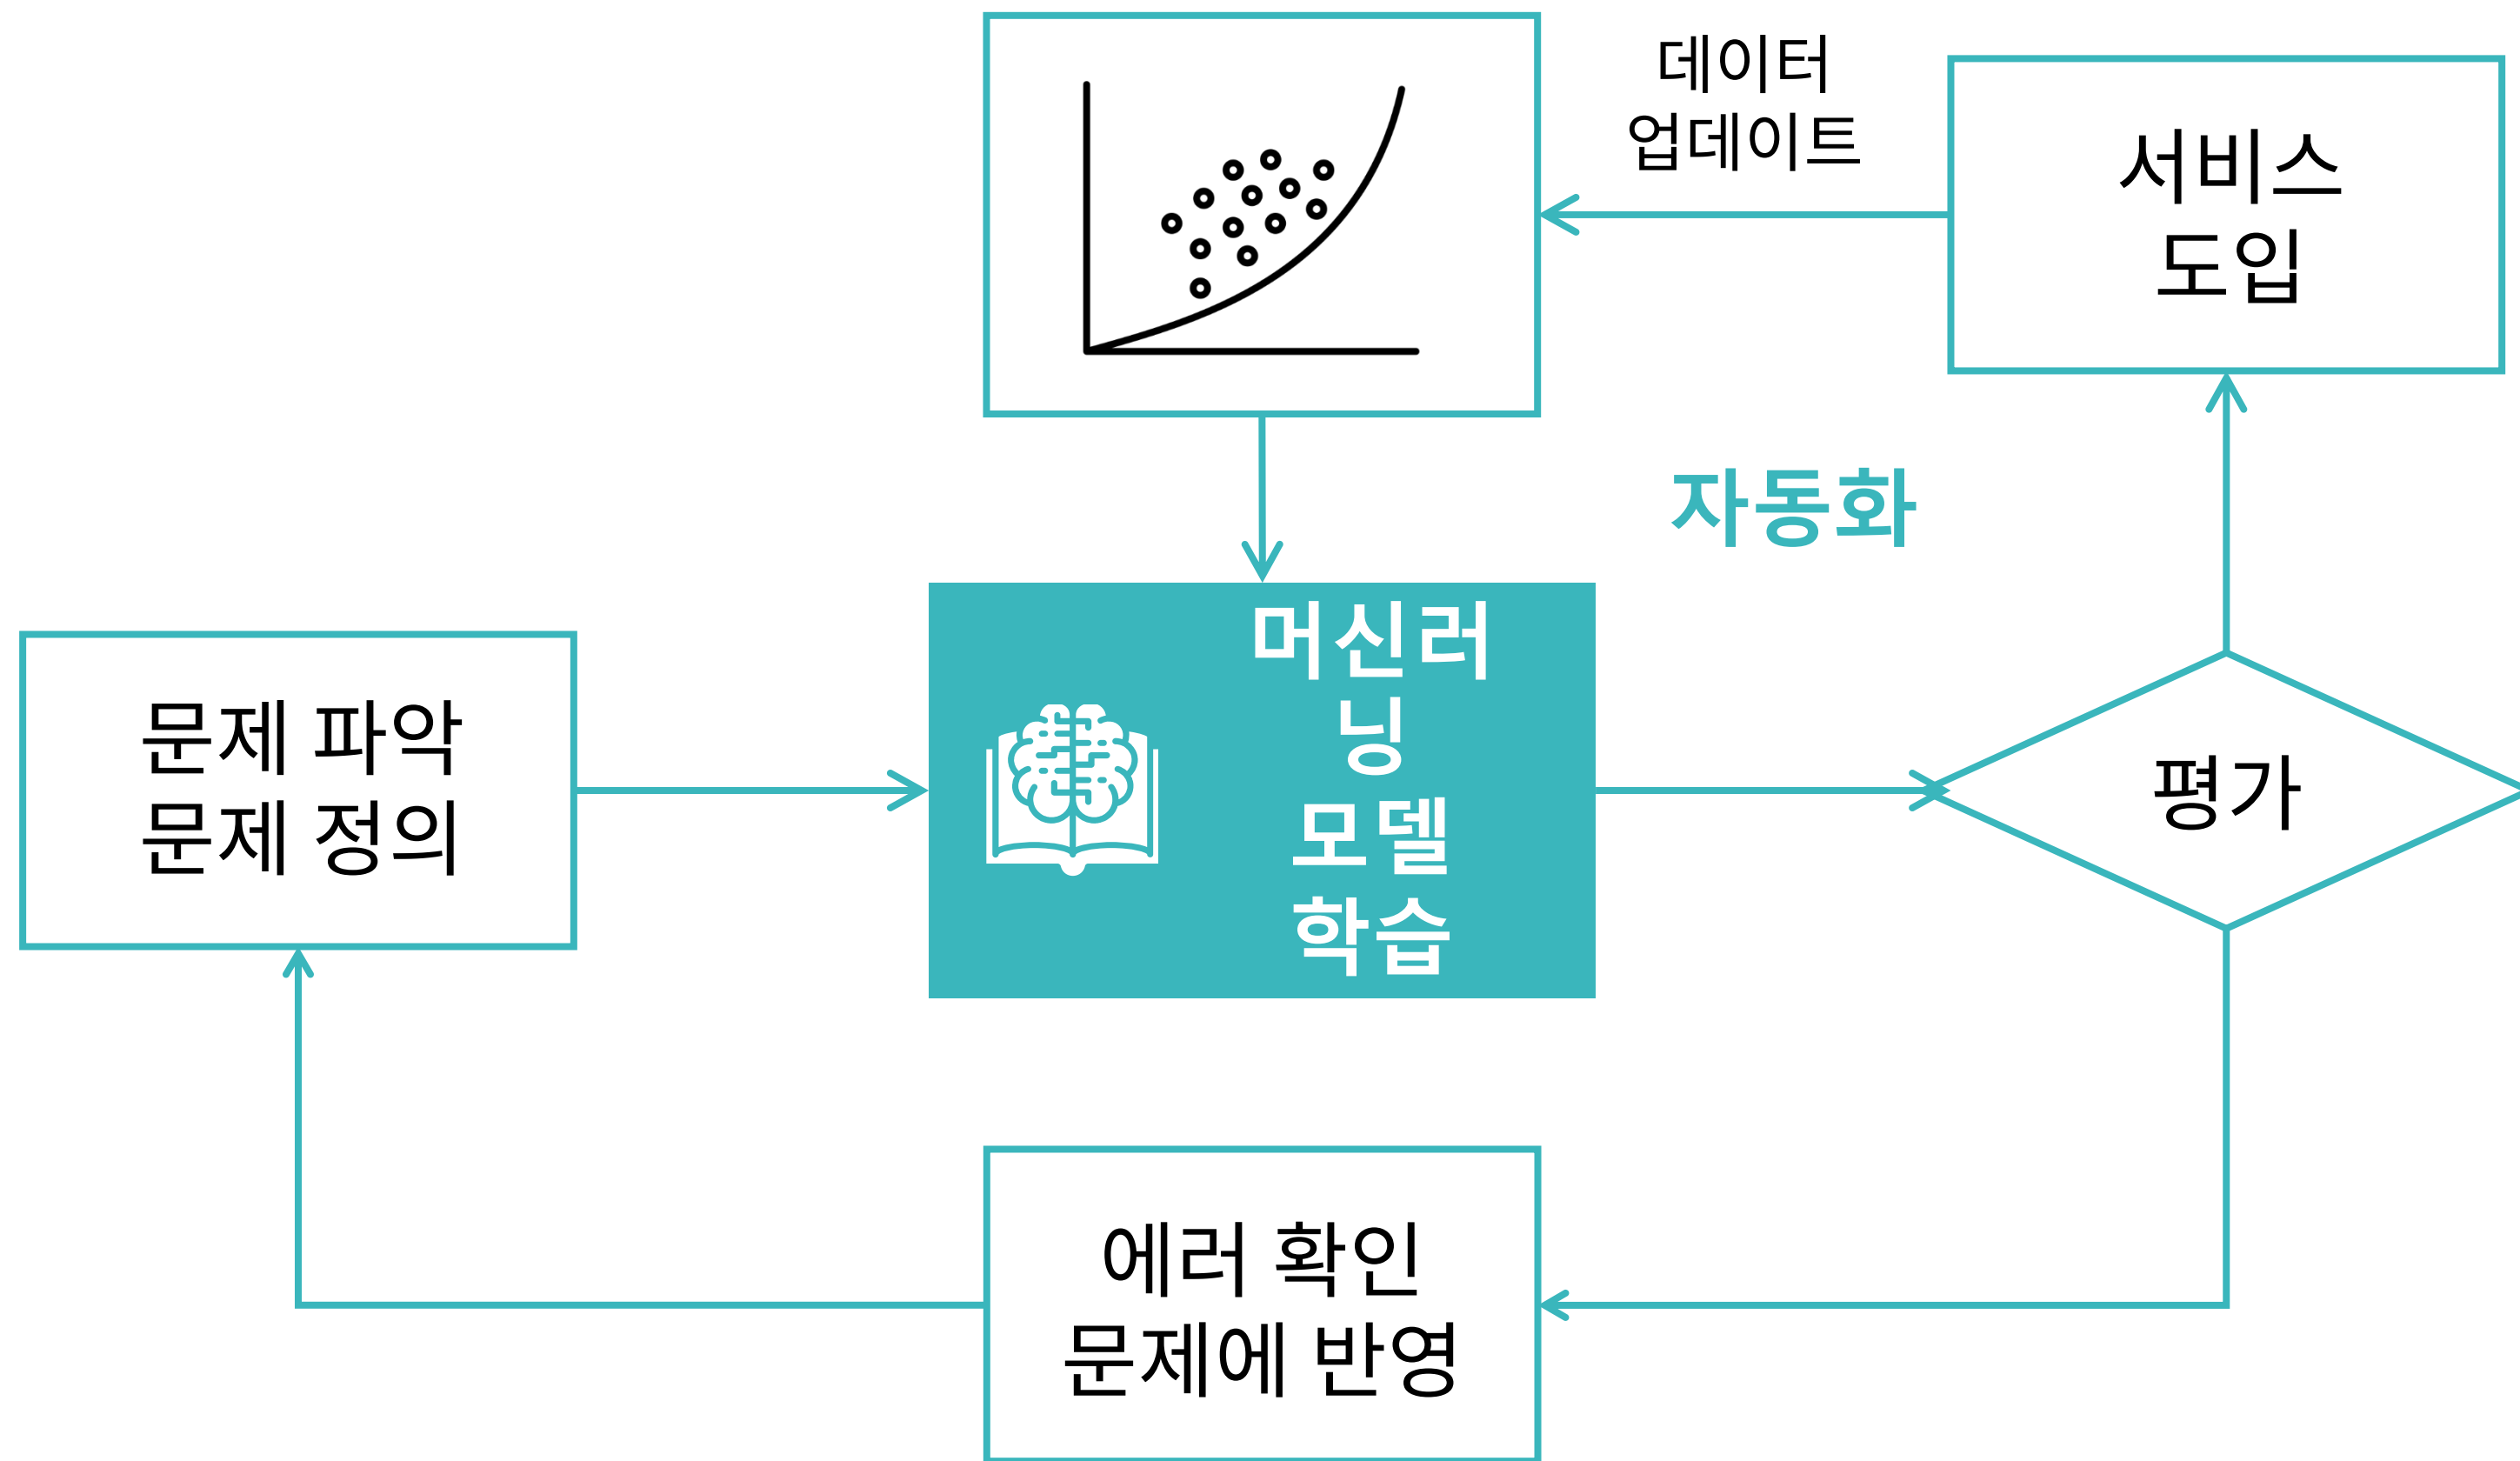 데이터
업데이트
서비스
도입
자동화
문제 파악
문제 정의
머신러
닝
모델
학습
평가
에러 확인
문제에 반영